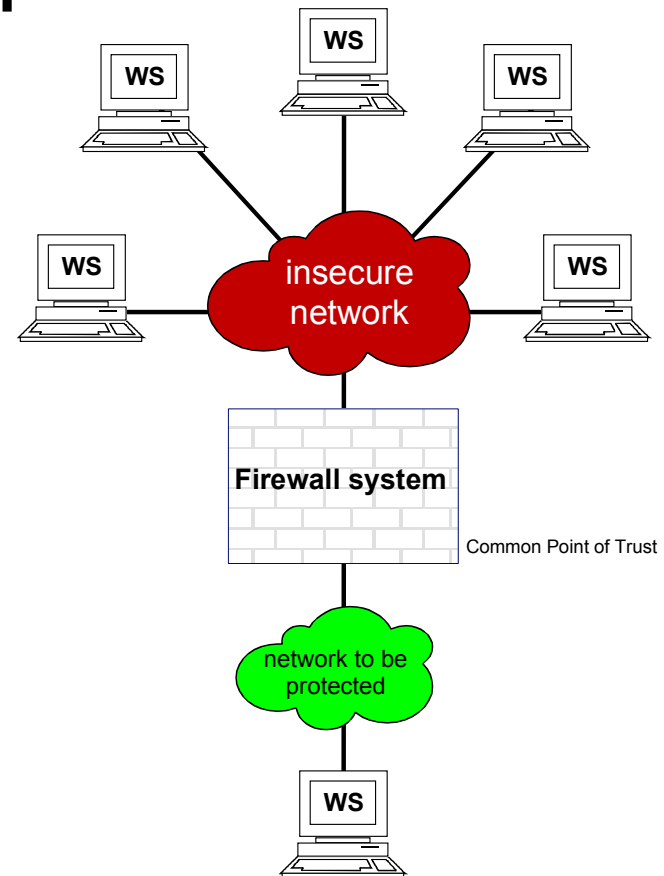 WS
WS
WS
WS
WS
insecure
network
Firewall system
Common Point of Trust
network to be
protected
WS